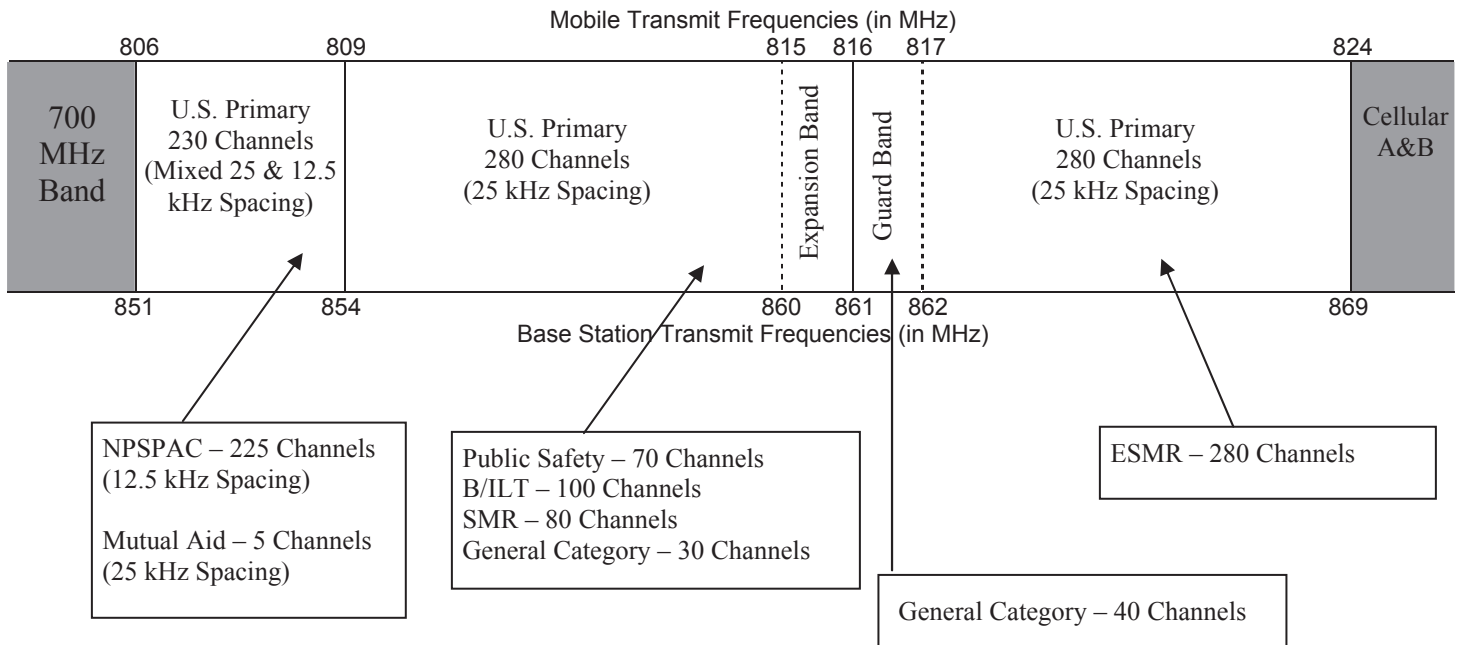 Mobile Transmit Frequencies (in MHz)
806 809 815 816 817 824
700
MHz
Band
U.S. Primary
230 Channels
(Mixed 25 & 12.5
kHz Spacing)
U.S. Primary
280 Channels
(25 kHz Spacing)
Expansion Band
Guard Band
U.S. Primary
280 Channels
(25 kHz Spacing)
Cellular
A&B
851 854 860 861 862 869
Base Station Transmit Frequencies (in MHz)
NPSPAC – 225 Channels
(12.5 kHz Spacing)
Mutual Aid – 5 Channels
(25 kHz Spacing)
Public Safety – 70 Channels
B/ILT – 100 Channels
SMR – 80 Channels
General Category – 30 Channels
ESMR – 280 Channels
General Category – 40 Channels